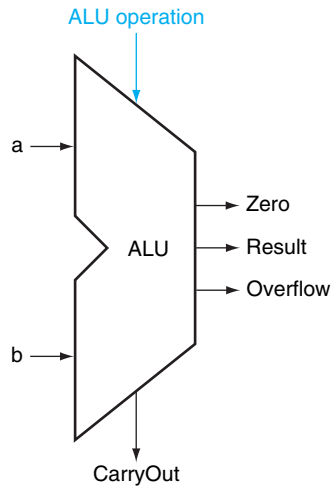 ALU operation
a
Zero
ALU
Result
Overflow
b
CarryOut